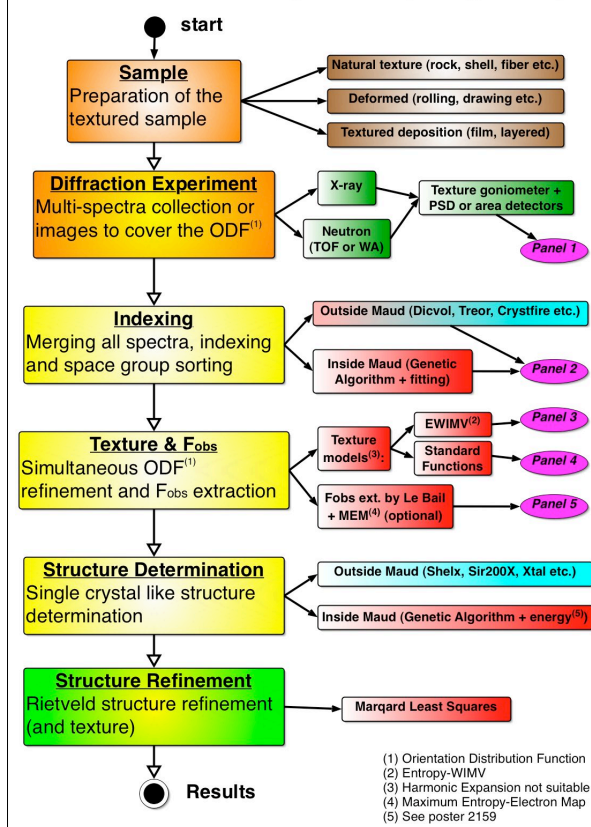 start
Sample
Preparation of the
textured sample
Natural texture (rock, shell, fiber etc.)
Deformed (rolling, drawing etc.)
Textured deposition (film, layered)
Diffraction Experiment
Multi-spectra collection or
images to cover the ODF(1)
X-ray
Neutron
(TOF or WA)
Texture goniometer +
PSD or area detectors
Panel 1
Indexing
Merging all spectra, indexing
and space group sorting
Outside Maud (Dicvol, Treor, Crystfire etc.)
Inside Maud (Genetic
Algorithm + fitting)
Panel 2
Texture & Fobs
Simultaneous ODF(1)
refinement and Fobs extraction
Texture
models(3):
EWIMV(2)
Standard
Functions
Panel 3
Panel 4
Fobs ext. by Le Bail
+ MEM(4) (optional)
Panel 5
Structure Determination
Single crystal like structure
determination
Outside Maud (Shelx, Sir200X, Xtal etc.)
Inside Maud (Genetic Algorithm + energy(5))
Structure Refinement
Rietveld structure refinement
(and texture)
Marqard Least Squares
Results
(1) Orientation Distribution Function
(2) Entropy-WIMV
(3) Harmonic Expansion not suitable
(4) Maximum Entropy-Electron Map
(5) See poster 2159